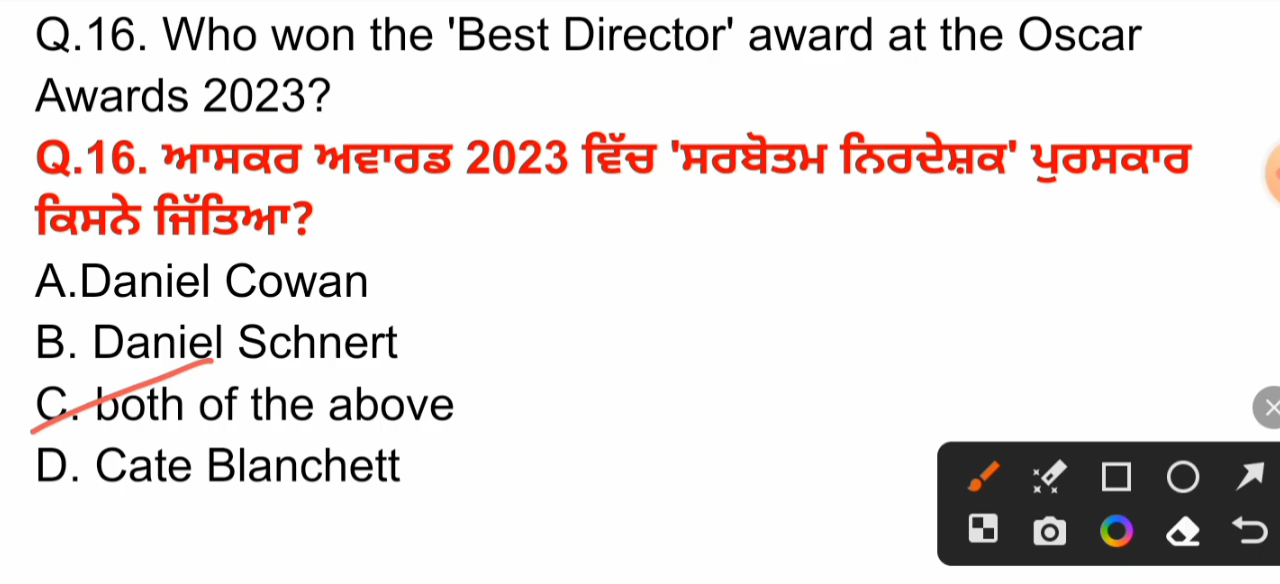 Q.16. Who won the 'Best Director' award at the Oscar
Awards 2023?
Q.16. ਆਸਕਰ ਅਵਾਰਡ 2023 ਵਿੱਚ 'ਸਰਬੋਤਮ ਨਿਰਦੇਸ਼ਕ' ਪੁਰਸਕਾਰ
ਕਿਸਨੇ ਜਿੱਤਿਆ?
A.Daniel Cowan
B. Daniel Schnert
C. both of the above
D. Cate Blanchett